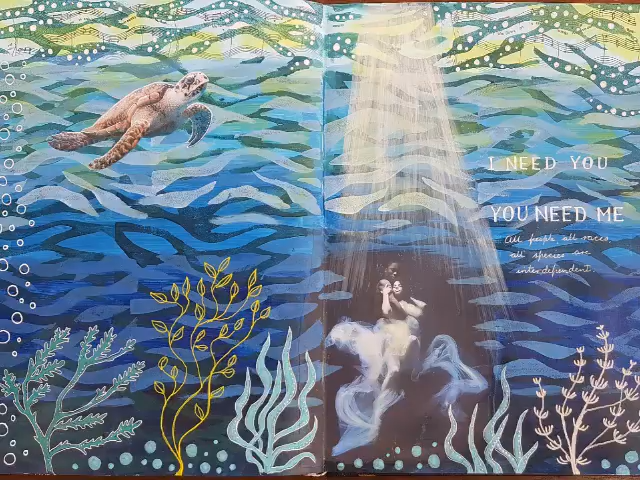 I NEED YOU
YOU NEED ME
All people all races,
all species are
interdependent.